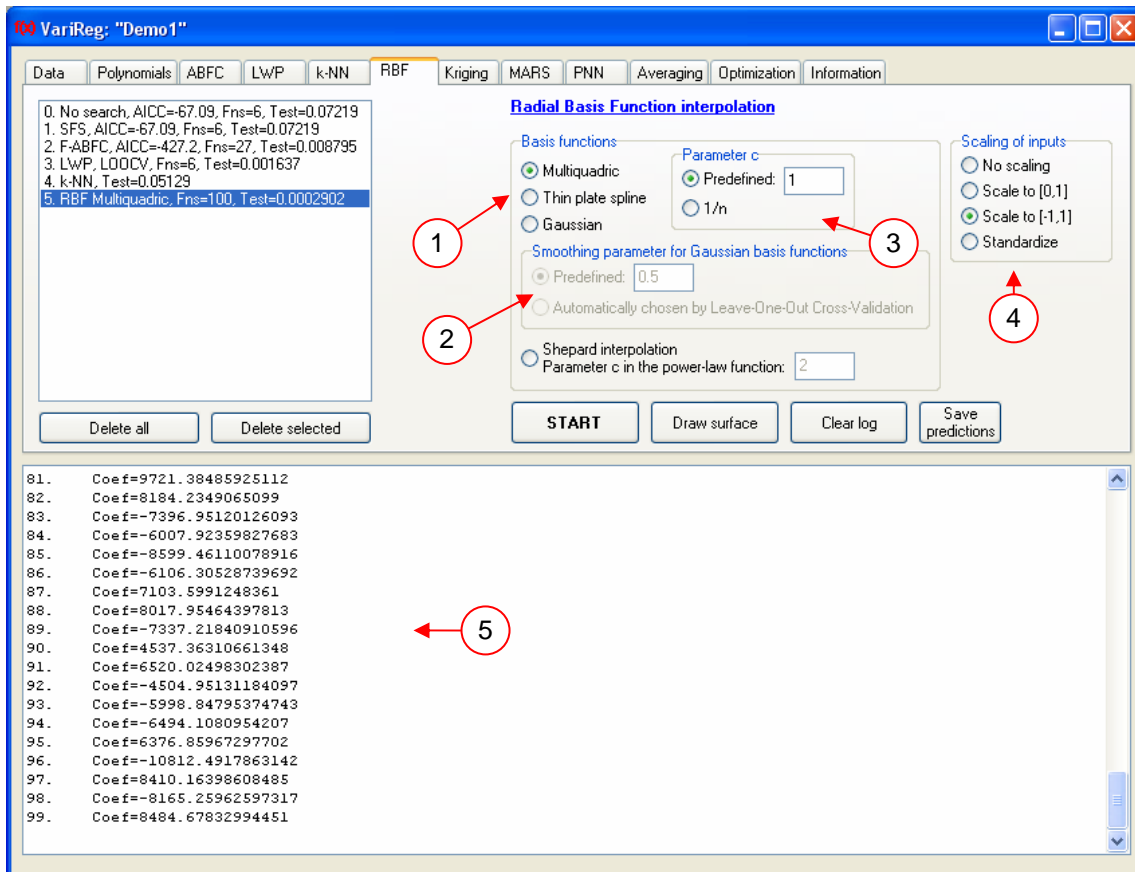 f(x) VariReg: "Demo1"
Data Polynomials ABFC LWP k-NN RBF Kriging MARS PNN Averaging Optimization Information
0. No search, AICC=-67.09, Fns=6, Test=0.07219
1. SFS, AICC=-67.09, Fns=6, Test=0.07219
2. F-ABFC, AICC=-427.2, Fns=27, Test=0.008795
3. LWP, LOOCV, Fns=6, Test=0.001637
4. k-NN, Test=0.05129
5. RBF Multiquadric, Fns=100, Test=0.0002902
Delete all
Delete selected
Radial Basis Function interpolation
Basis functions
Multiquadric
Thin plate spline
Gaussian
1
Parameter c
Predefined: 1
1/n
3
Smoothing parameter for Gaussian basis functions
Predefined: 0.5
Automatically chosen by Leave-One-Out Cross-Validation
2
Shepard interpolation
Parameter c in the power-law function: 2
Scaling of inputs
No scaling
Scale to [0,1]
Scale to [-1,1]
Standardize
4
START
Draw surface
Clear log
Save
predictions
81. Coef=9721.38485925112
82. Coef=8184.2349065099
83. Coef=-7396.95120126093
84. Coef=-6007.92359827683
85. Coef=-8599.46110078916
86. Coef=-6106.30528739692
87. Coef=7103.5991248361
88. Coef=8017.95464397813
89. Coef=-7337.21840910596
90. Coef=4537.36310661348
91. Coef=6520.02498302387
92. Coef=-4504.95131184097
93. Coef=-5998.84795374743
94. Coef=-6494.1080954207
95. Coef=6376.85967297702
96. Coef=-10812.4917863142
97. Coef=8410.16398608485
98. Coef=-8165.25962597317
99. Coef=8484.67832994451
5